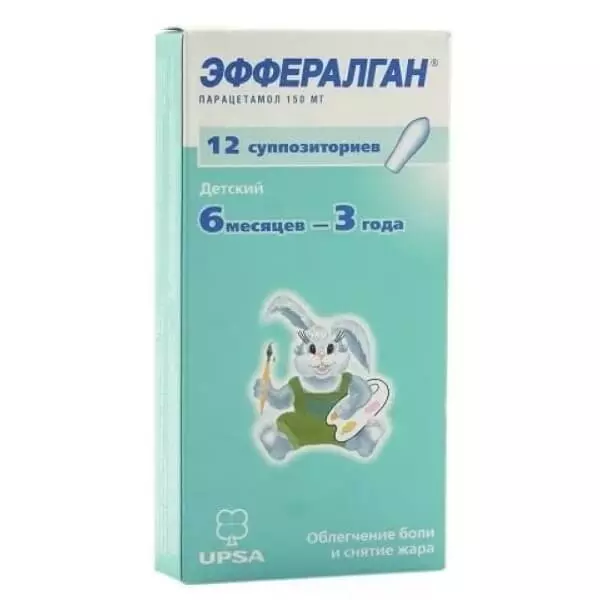 ЭФФЕРАЛГАН®
ПАРАЦЕТАМОЛ 150 МГ
12 суппозиториев
Детский
6 месяцев — 3 года
Облегчение боли
и снятие жара
UPSA